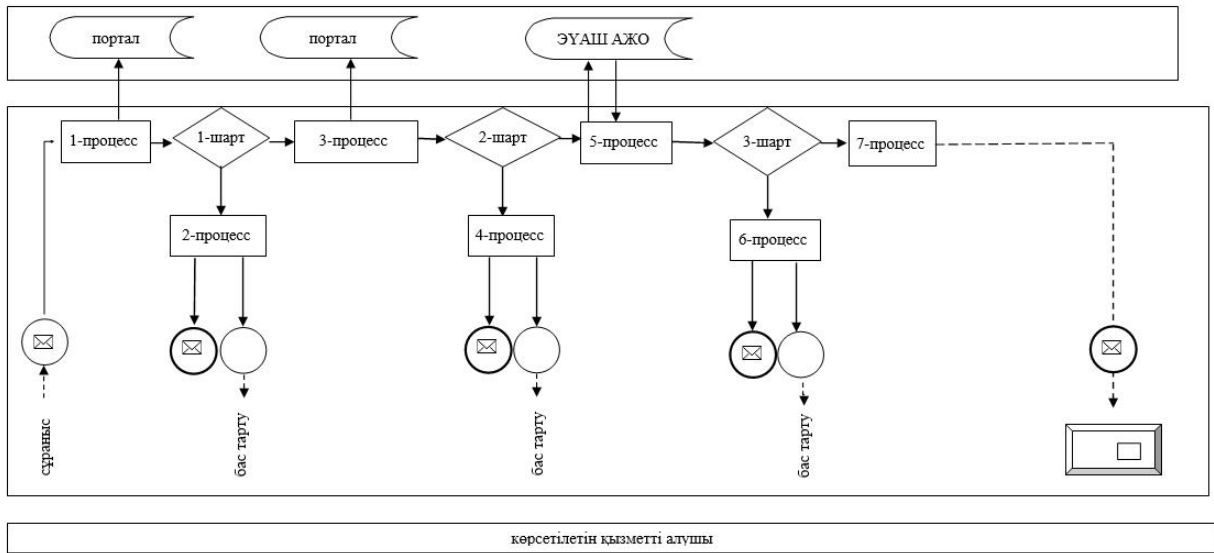 портал
портал
ЭҮАШ АЖО
1-процесс
1-шарт
3-процесс
2-шарт
5-процесс
3-шарт
7-процесс
2-процесс
4-процесс
6-процесс
сұраныс
бас тарту
бас тарту
бас тарту
көрсетілетін қызметті алушы